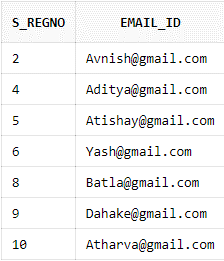 S_REGNO EMAIL_ID
2 Avnish@gmail.com
4 Aditya@gmail.com
5 Atishay@gmail.com
6 Yash@gmail.com
8 Batla@gmail.com
9 Dahake@gmail.com
10 Atharva@gmail.com